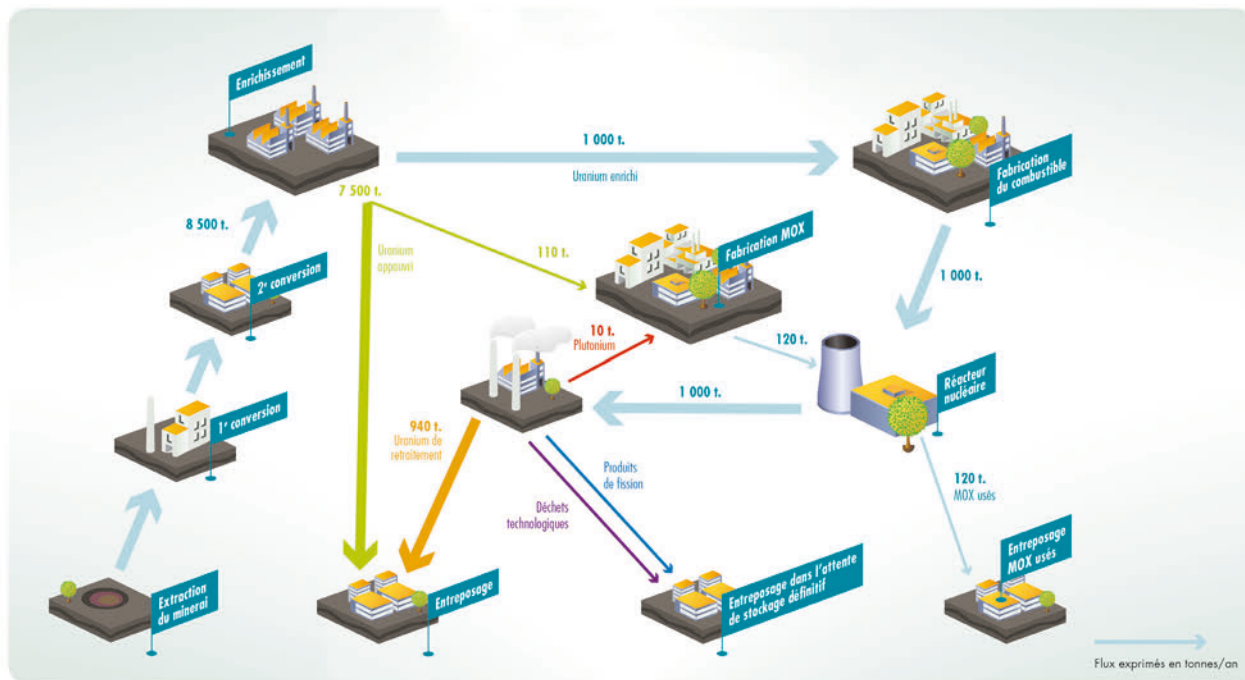 Enrichissement
1 000 t.
Uranium enrichi
Fabrication
du combustible
7 500 t.
8 500 t.
Uranium
appauvri
110 t.
Fabrication MOX
2e conversion
1 000 t.
10 t.
Plutonium
120 t.
Réacteur
nucléaire
1 000 t.
1e conversion
940 t.
Uranium de
retraitement
Produits
de fission
Déchets
technologiques
120 t.
MOX usés
Extraction
du minerai
Entreposage
Entreposage dans l'attente
de stockage définitif
Entreposage
MOX usés
Flux exprimés en tonnes/an